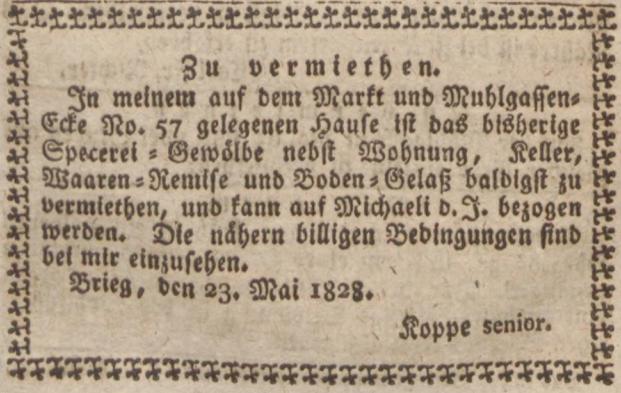 Zu vermiethen.
In meinem auf dem Markt und Muhlgassen-
Ecke No. 57 gelegenen Hause ist das bisherige
Specerei-Gewölbe nebst Wohnung, Keller,
Waaren-Remise und Boden-Gelaß baldigst zu
vermiethen, und kann auf Michaeli d. J. bezogen
werden. Die nähern billigen Bedingungen sind
bei mir einzusehen.
Brieg, den 23. Mai 1828.
Koppe senior.